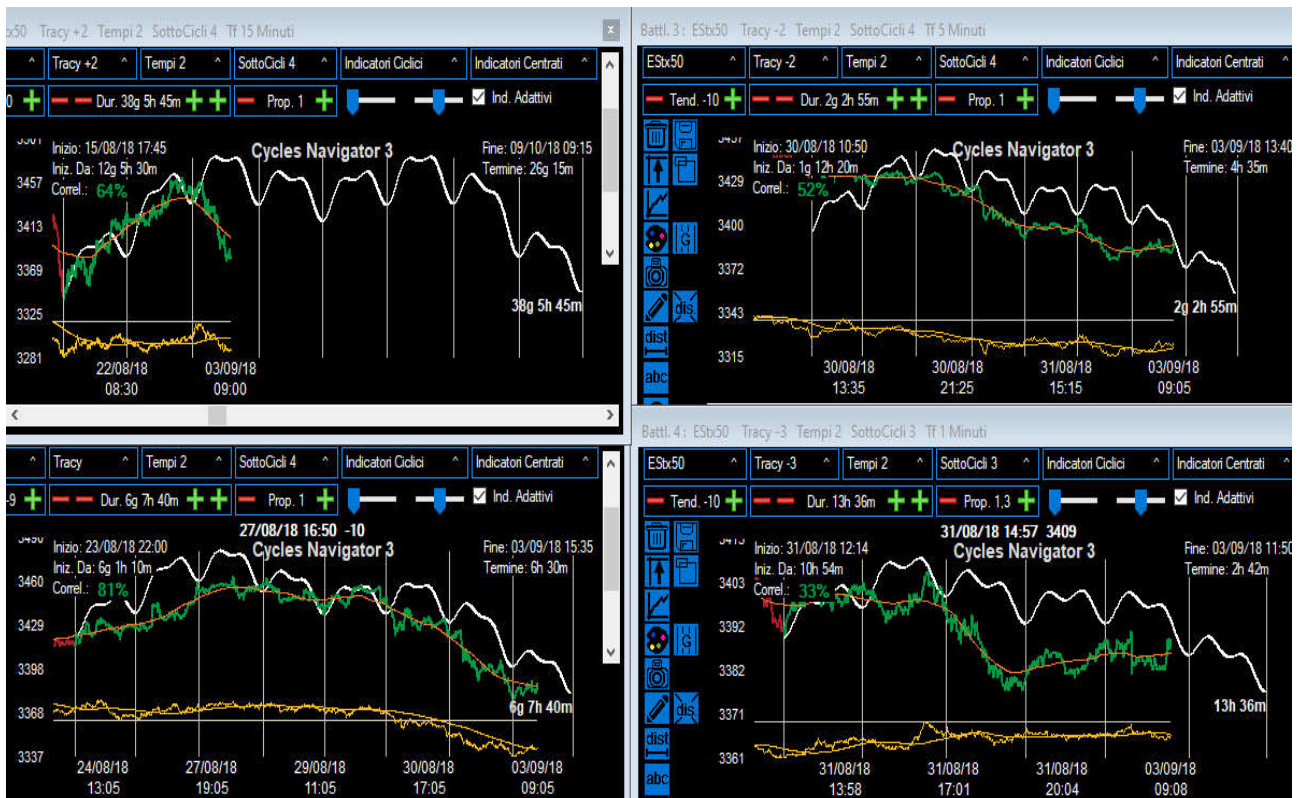 Tracy +2 Tempi 2 SottoCicli 4 Tf 15 Minuti
x
^ Tracy +2 ^ Tempi 2 ^ SottoCicli 4 ^ Indicatori Ciclici ^ Indicatori Centrati ^
Dur. 38g 5h 45m Prop. 1 Ind. Adattivi
Inizio: 15/08/18 17:45 Fine: 09/10/18 09:15
Cycles Navigator 3
Iniz. Da: 12g 5h 30m Termine: 26g 15m
Correl.: 64%
3457
3413
3369
3325
3281
38g 5h 45m
22/08/18 03/09/18
08:30 09:00
Battl. 3: EStx50 Tracy -2 Tempi 2 SottoCicli 4 Tf 5 Minuti
EStx50 ^ Tracy -2 ^ Tempi 2 ^ SottoCicli 4 ^ Indicatori Ciclici ^ Indicatori Centrati ^
Tend. -10 Dur. 2g 2h 55m Prop. 1 Ind. Adattivi
Inizio: 30/08/18 10:50 Fine: 03/09/18 13:40
Cycles Navigator 3
Iniz. Da: 1g 12h 20m Termine: 4h 35m
Correl.: 52%
3429
3400
3372
3343
3315
G
dis
dist
abc
2g 2h 55m
30/08/18 30/08/18 31/08/18 03/09/18
13:35 21:25 15:15 09:05
^ Tracy ^ Tempi 2 ^ SottoCicli 4 ^ Indicatori Ciclici ^ Indicatori Centrati ^
-9 Dur. 6g 7h 40m Prop. 1 Ind. Adattivi
27/08/18 16:50 -10
Inizio: 23/08/18 22:00 Fine: 03/09/18 15:35
Cycles Navigator 3
Iniz. Da: 6g 1h 10m Termine: 6h 30m
Correl.: 81%
3460
3429
3398
3368
3337
6g 7h 40m
24/08/18 27/08/18 29/08/18 30/08/18 03/09/18
13:05 19:05 11:05 17:05 09:05
Battl. 4: EStx50 Tracy -3 Tempi 2 SottoCicli 3 Tf 1 Minuti
EStx50 ^ Tracy -3 ^ Tempi 2 ^ SottoCicli 3 ^ Indicatori Ciclici ^ Indicatori Centrati ^
Tend. -10 Dur. 13h 36m Prop. 1,3 Ind. Adattivi
31/08/18 14:57 3409
Inizio: 31/08/18 12:14 Fine: 03/09/18 11:50
Cycles Navigator 3
Iniz. Da: 10h 54m Termine: 2h 42m
Correl.: 33%
3403
3392
3382
3371
3361
G
dis
dist
abc
13h 36m
31/08/18 31/08/18 31/08/18 03/09/18
13:58 17:01 20:04 09:08